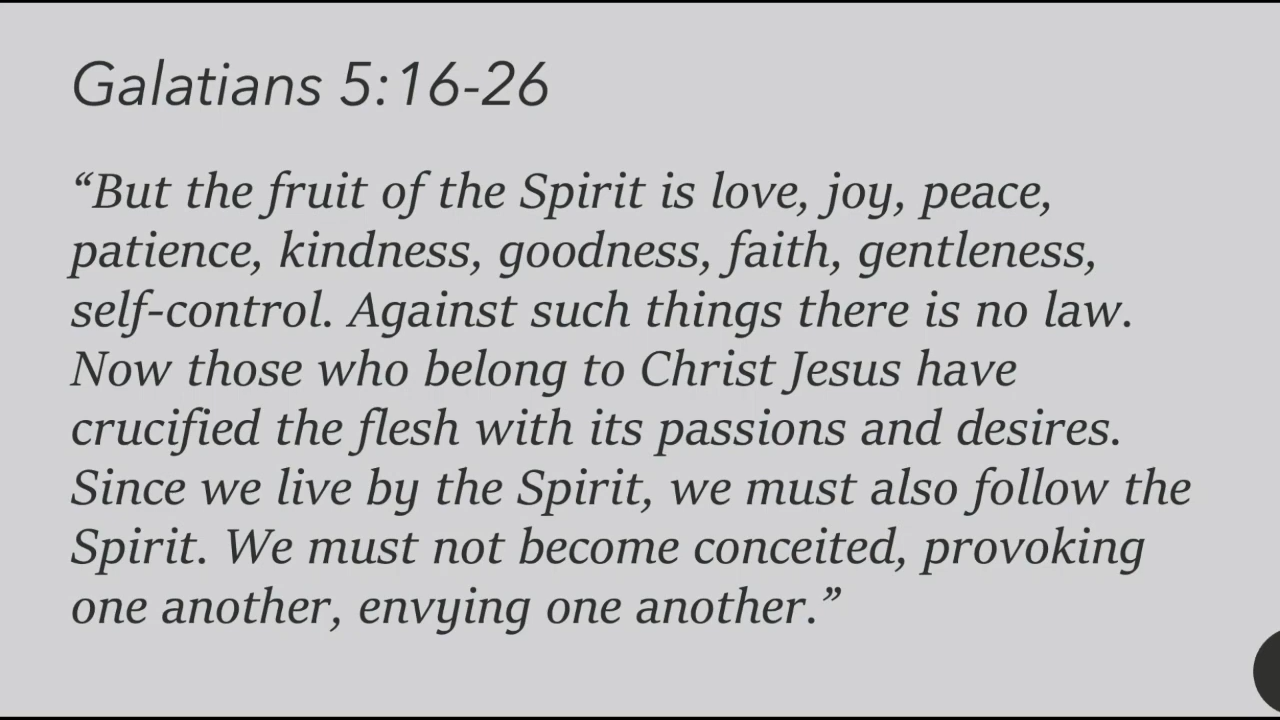 Galatians 5:16-26
“But the fruit of the Spirit is love, joy, peace,
patience, kindness, goodness, faith, gentleness,
self-control. Against such things there is no law.
Now those who belong to Christ Jesus have
crucified the flesh with its passions and desires.
Since we live by the Spirit, we must also follow the
Spirit. We must not become conceited, provoking
one another, envying one another.”